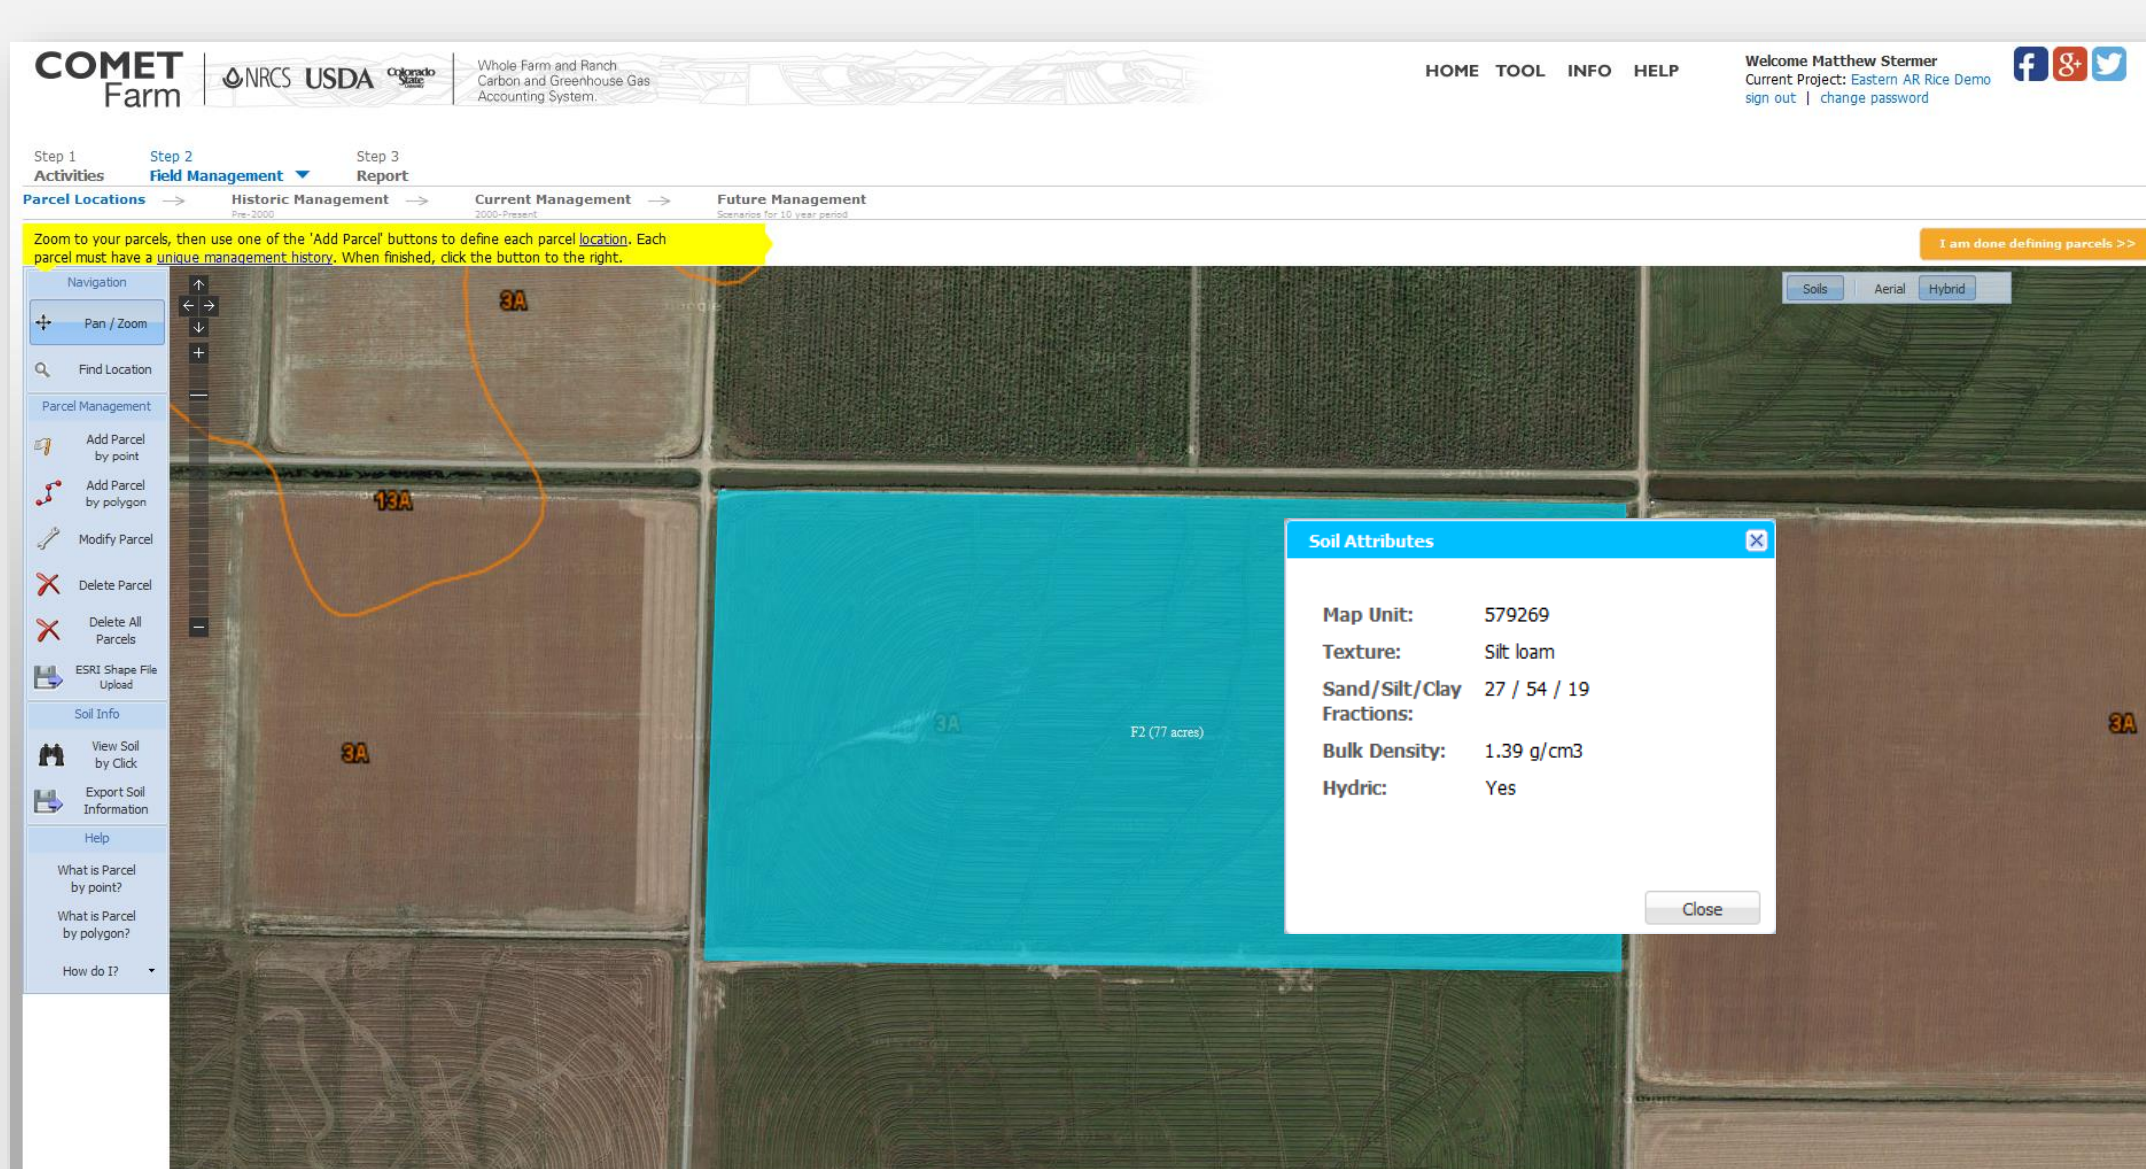 COMET
Farm
NRCS USDA Colorado State University
Whole Farm and Ranch
Carbon and Greenhouse Gas
Accounting System.
HOME TOOL INFO HELP
Welcome Matthew Stermer
Current Project: Eastern AR Rice Demo
sign out | change password
Step 1
Activities
Step 2
Field Management
Step 3
Report
Parcel Locations
Historic Management
Pre-2000
Current Management
2000-Present
Future Management
Scenarios for 10 year period
Zoom to your parcels, then use one of the 'Add Parcel' buttons to define each parcel location. Each
parcel must have a unique management history. When finished, click the button to the right.
I am done defining parcels >>
Navigation
Pan / Zoom
Find Location
Parcel Management
Add Parcel
by point
Add Parcel
by polygon
Modify Parcel
Delete Parcel
Delete All
Parcels
ESRI Shape File
Upload
Soil Info
View Soil
by Click
Export Soil
Information
Help
What is Parcel
by point?
What is Parcel
by polygon?
How do I?
Soils Aerial Hybrid
3A
13A
3A
3A
F2 (77 acres)
3A
Soil Attributes
Map Unit: 579269
Texture: Silt loam
Sand/Silt/Clay 27 / 54 / 19
Fractions:
Bulk Density: 1.39 g/cm3
Hydric: Yes
Close